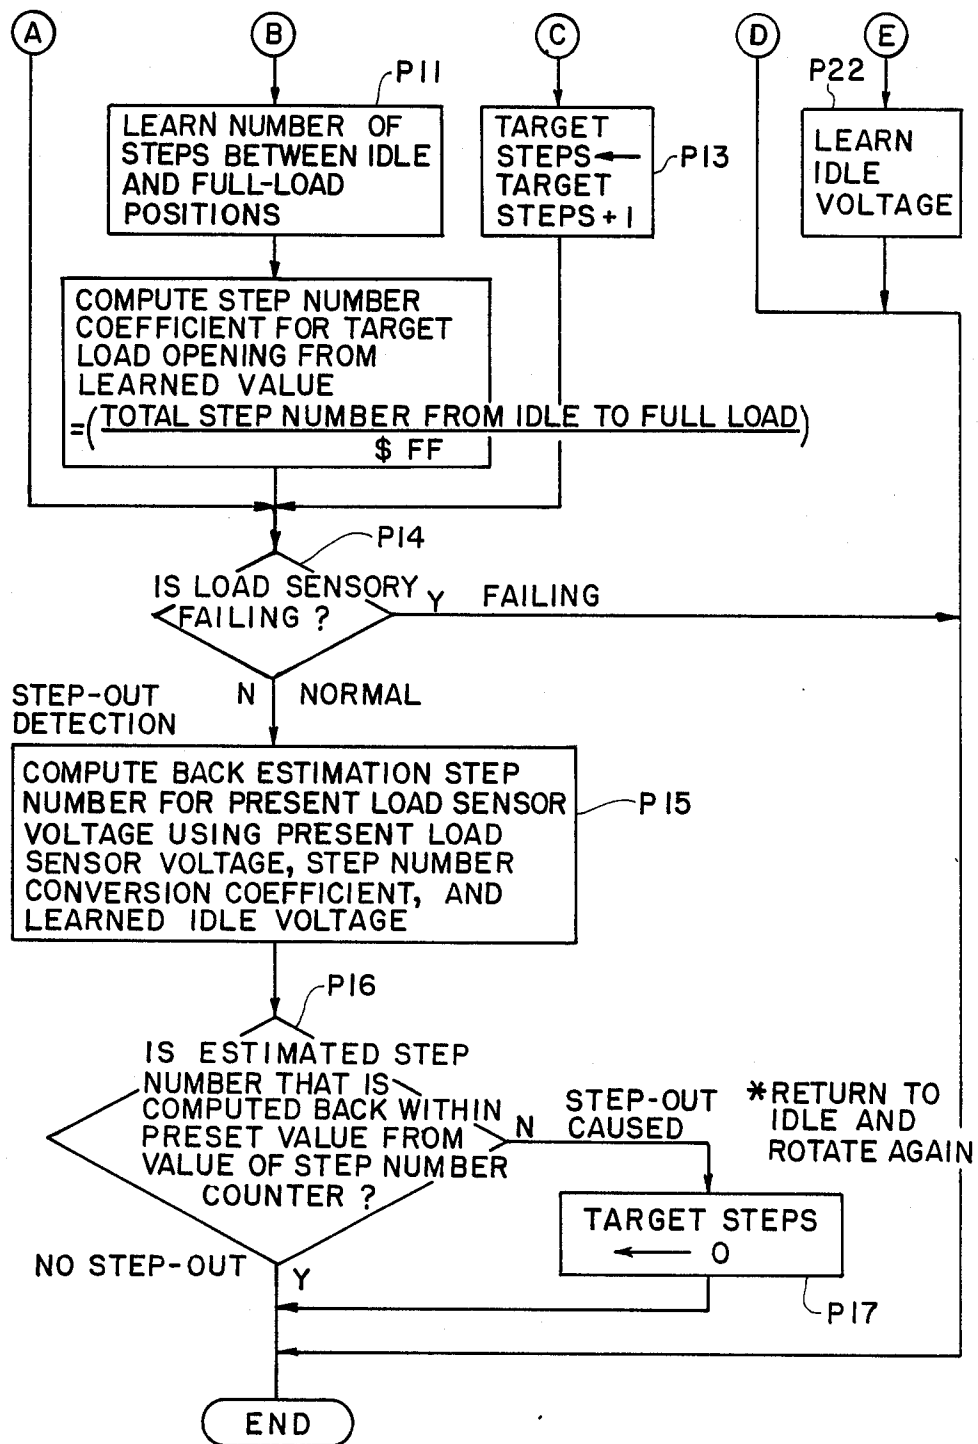 A
B
C
D
E
P11
LEARN NUMBER OF
STEPS BETWEEN IDLE
AND FULL-LOAD
POSITIONS
TARGET
STEPS ←
TARGET
STEPS + 1
P13
P22
LEARN
IDLE
VOLTAGE
COMPUTE STEP NUMBER
COEFFICIENT FOR TARGET
LOAD OPENING FROM
LEARNED VALUE
=(TOTAL STEP NUMBER FROM IDLE TO FULL LOAD)
$ FF
P14
IS LOAD SENSORY
FAILING ?
Y FAILING
N NORMAL
STEP-OUT
DETECTION
COMPUTE BACK ESTIMATION STEP
NUMBER FOR PRESENT LOAD SENSOR
VOLTAGE USING PRESENT LOAD
SENSOR VOLTAGE, STEP NUMBER
CONVERSION COEFFICIENT, AND
LEARNED IDLE VOLTAGE
P15
P16
IS ESTIMATED STEP
NUMBER THAT IS
COMPUTED BACK WITHIN
PRESET VALUE FROM
VALUE OF STEP NUMBER
COUNTER ?
N
STEP-OUT
CAUSED
*RETURN TO
IDLE AND
ROTATE AGAIN
TARGET STEPS
← 0
P17
NO STEP-OUT
Y
END